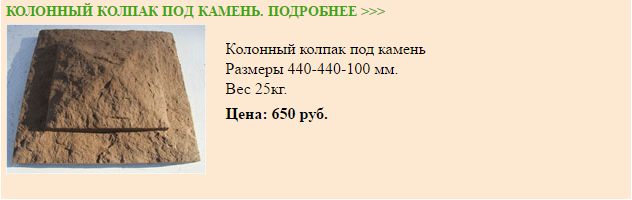 КОЛОННЫЙ КОЛПАК ПОД КАМЕНЬ. ПОДРОБНЕЕ >>>
Колонный колпак под камень
Размеры 440-440-100 мм.
Вес 25кг.
Цена: 650 руб.